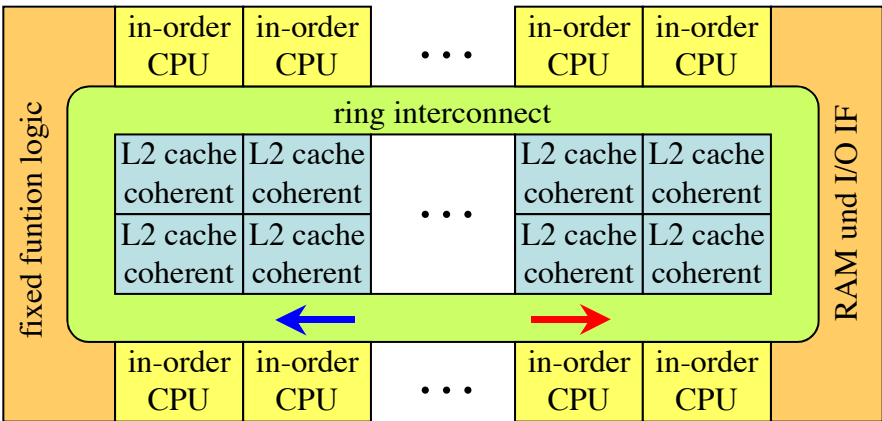 in-order in-order in-order in-order
CPU CPU ... CPU CPU
ring interconnect
L2 cache L2 cache L2 cache L2 cache
coherent coherent coherent coherent
...
L2 cache L2 cache L2 cache L2 cache
coherent coherent coherent coherent
in-order in-order in-order in-order
CPU CPU ... CPU CPU
fixed funtion logic
RAM und I/O IF